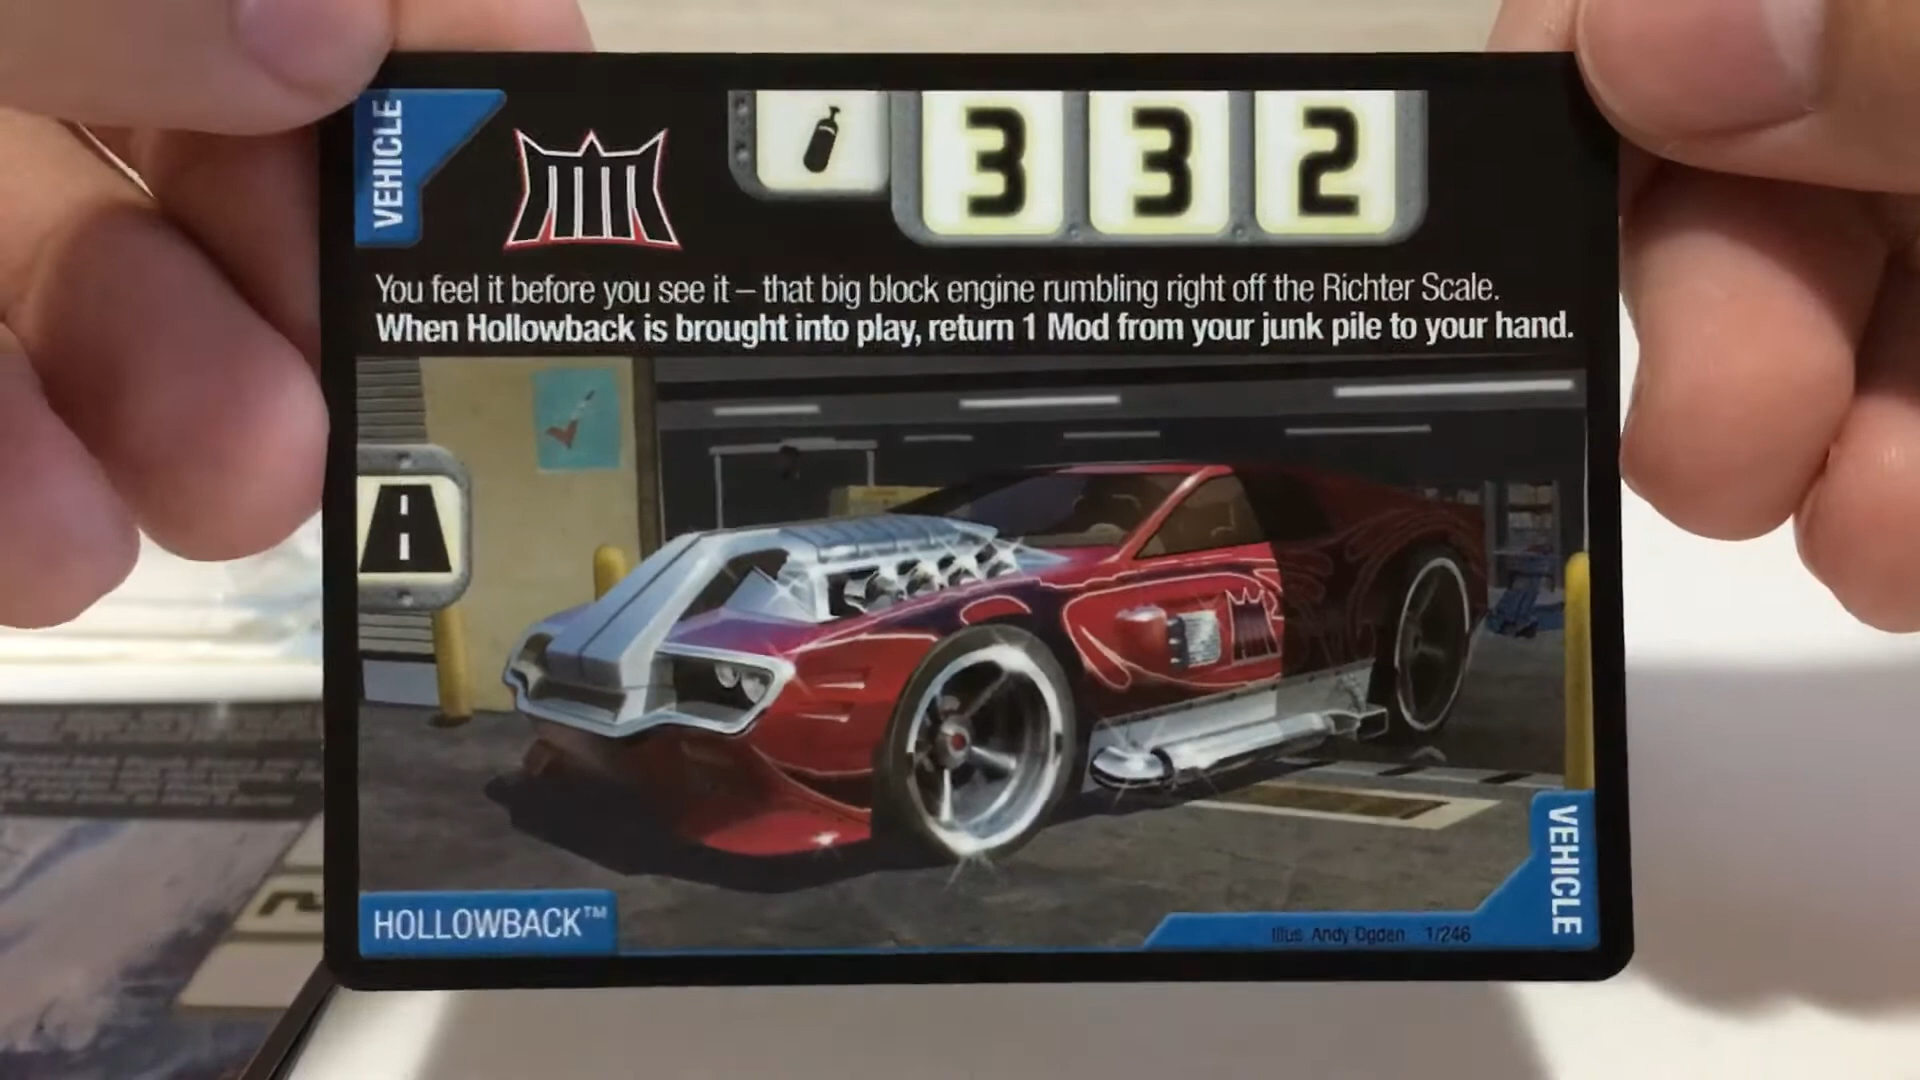 VEHICLE
3 3 2
You feel it before you see it – that big block engine rumbling right off the Richter Scale.
When Hollowback is brought into play, return 1 Mod from your junk pile to your hand.
HOLLOWBACK™
Illus Andy Ogden 1/246
VEHICLE